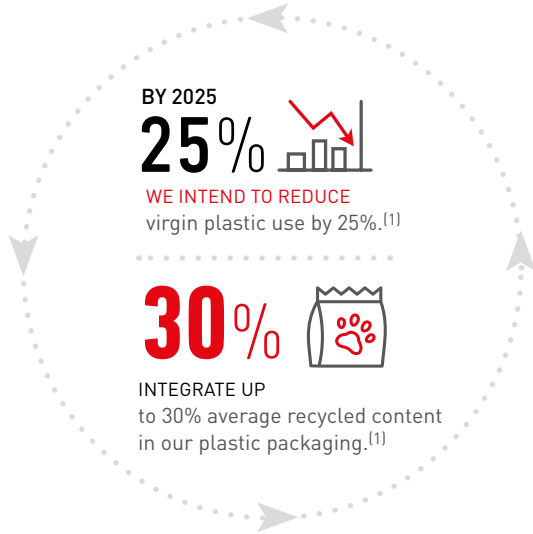 BY 2025
25%
WE INTEND TO REDUCE
virgin plastic use by 25%.(1)
30%
INTEGRATE UP
to 30% average recycled content
in our plastic packaging.(1)